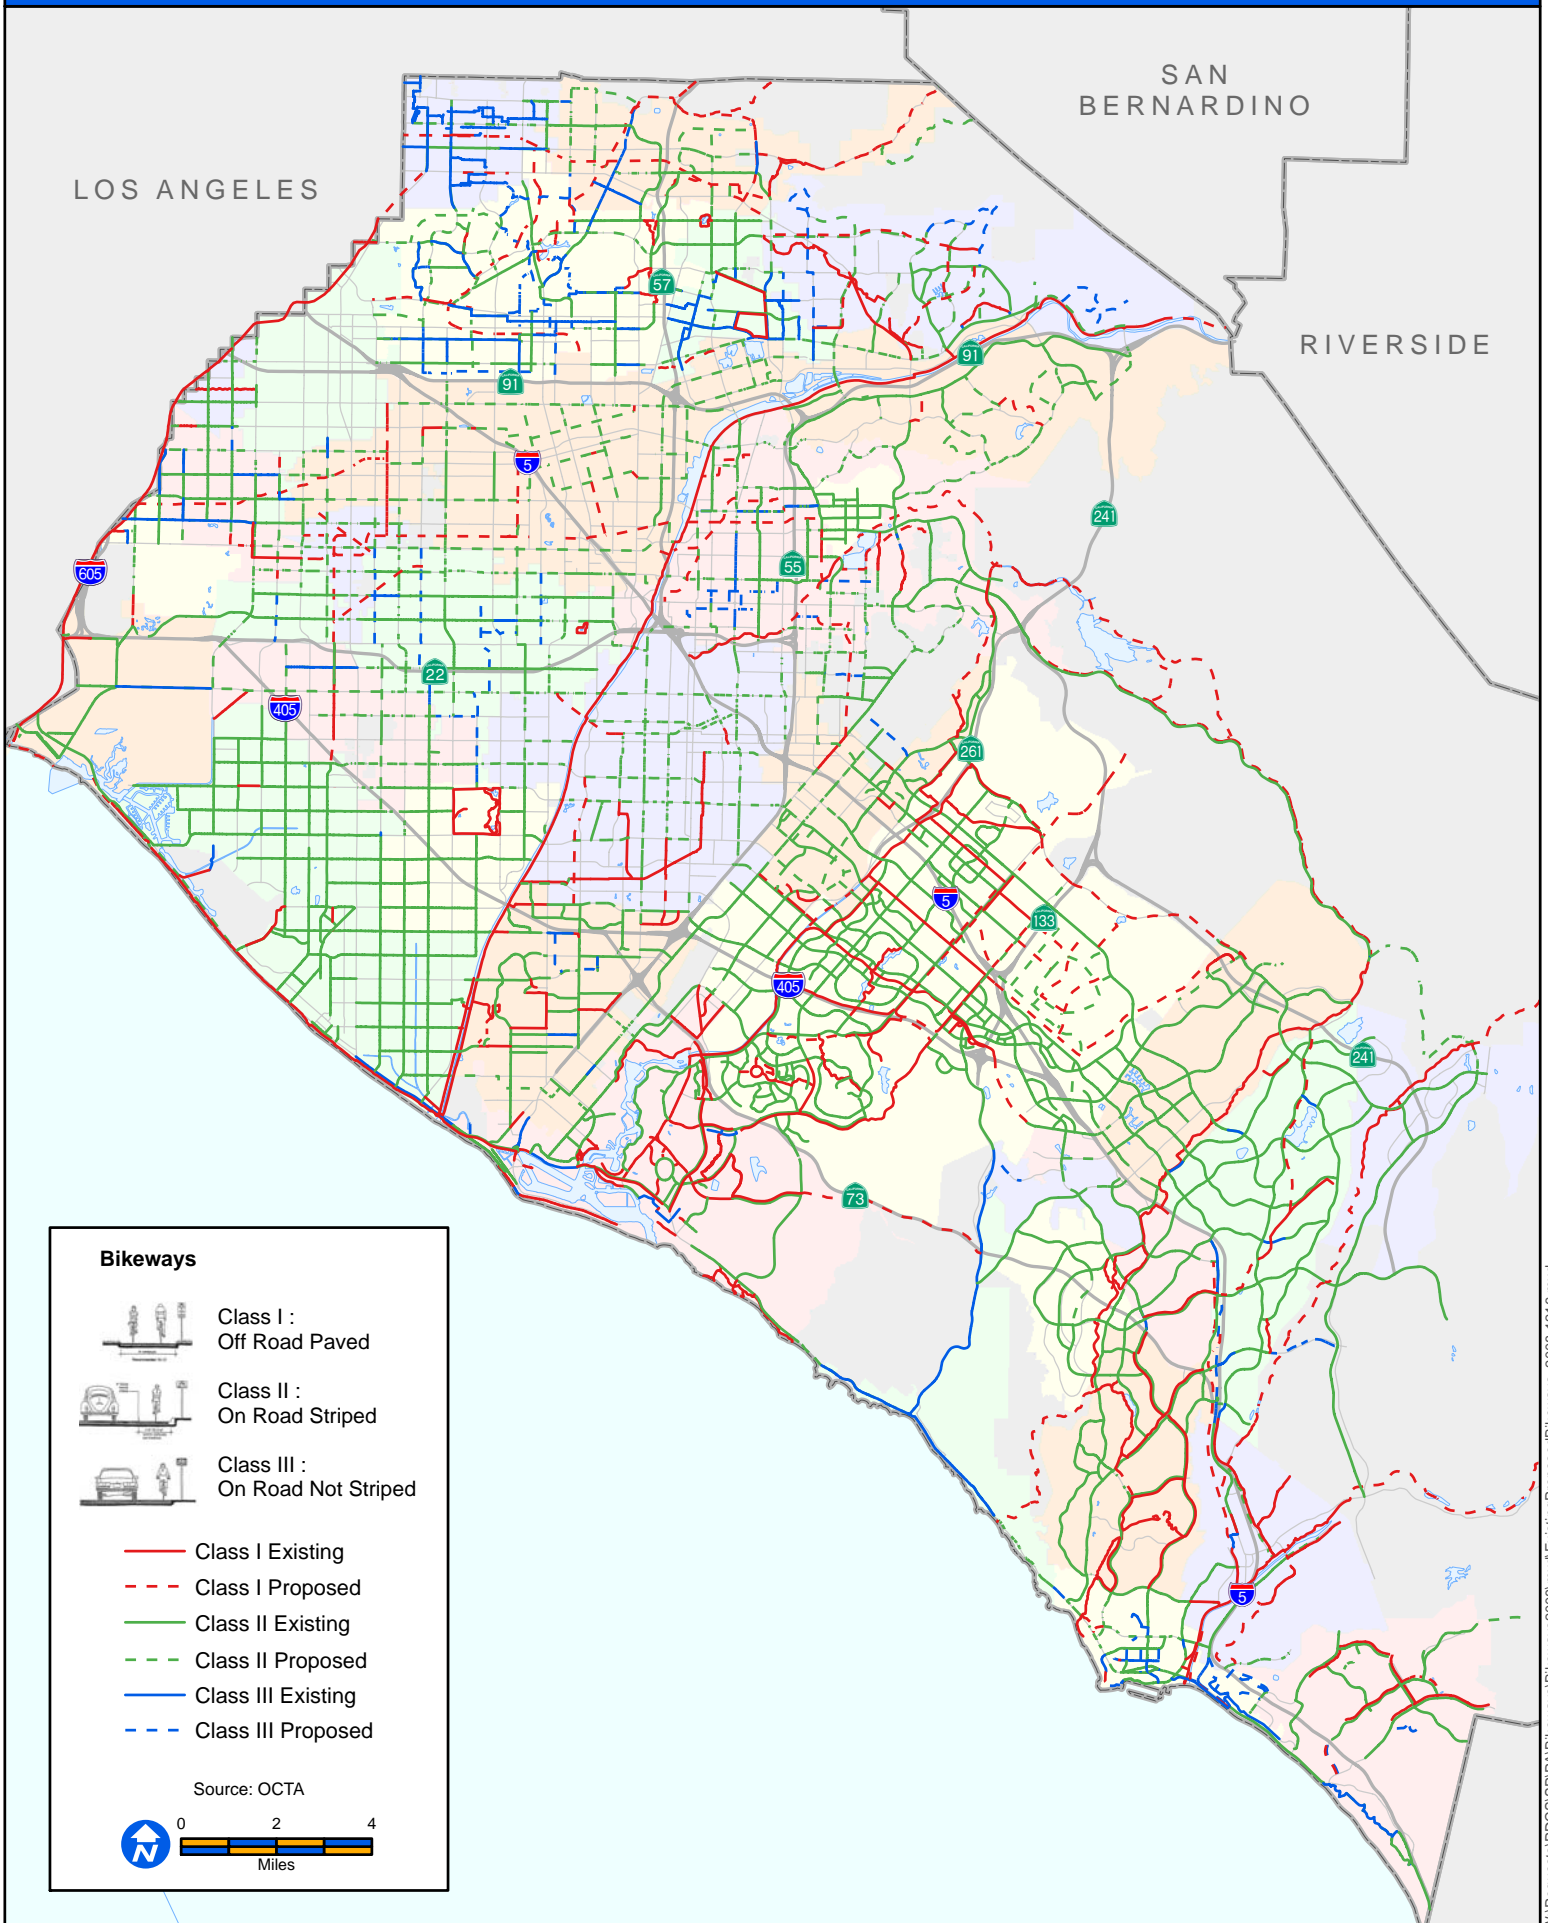 SAN
BERNARDINO
LOS ANGELES
RIVERSIDE
57
91
91
5
241
55
605
22
405
261
5
133
405
241
73
5
Bikeways
Class I :
Off Road Paved
Class II :
On Road Striped
Class III :
On Road Not Striped
Class I Existing
Class I Proposed
Class II Existing
Class II Proposed
Class III Existing
Class III Proposed
Source: OCTA
0 2 4
N
Miles